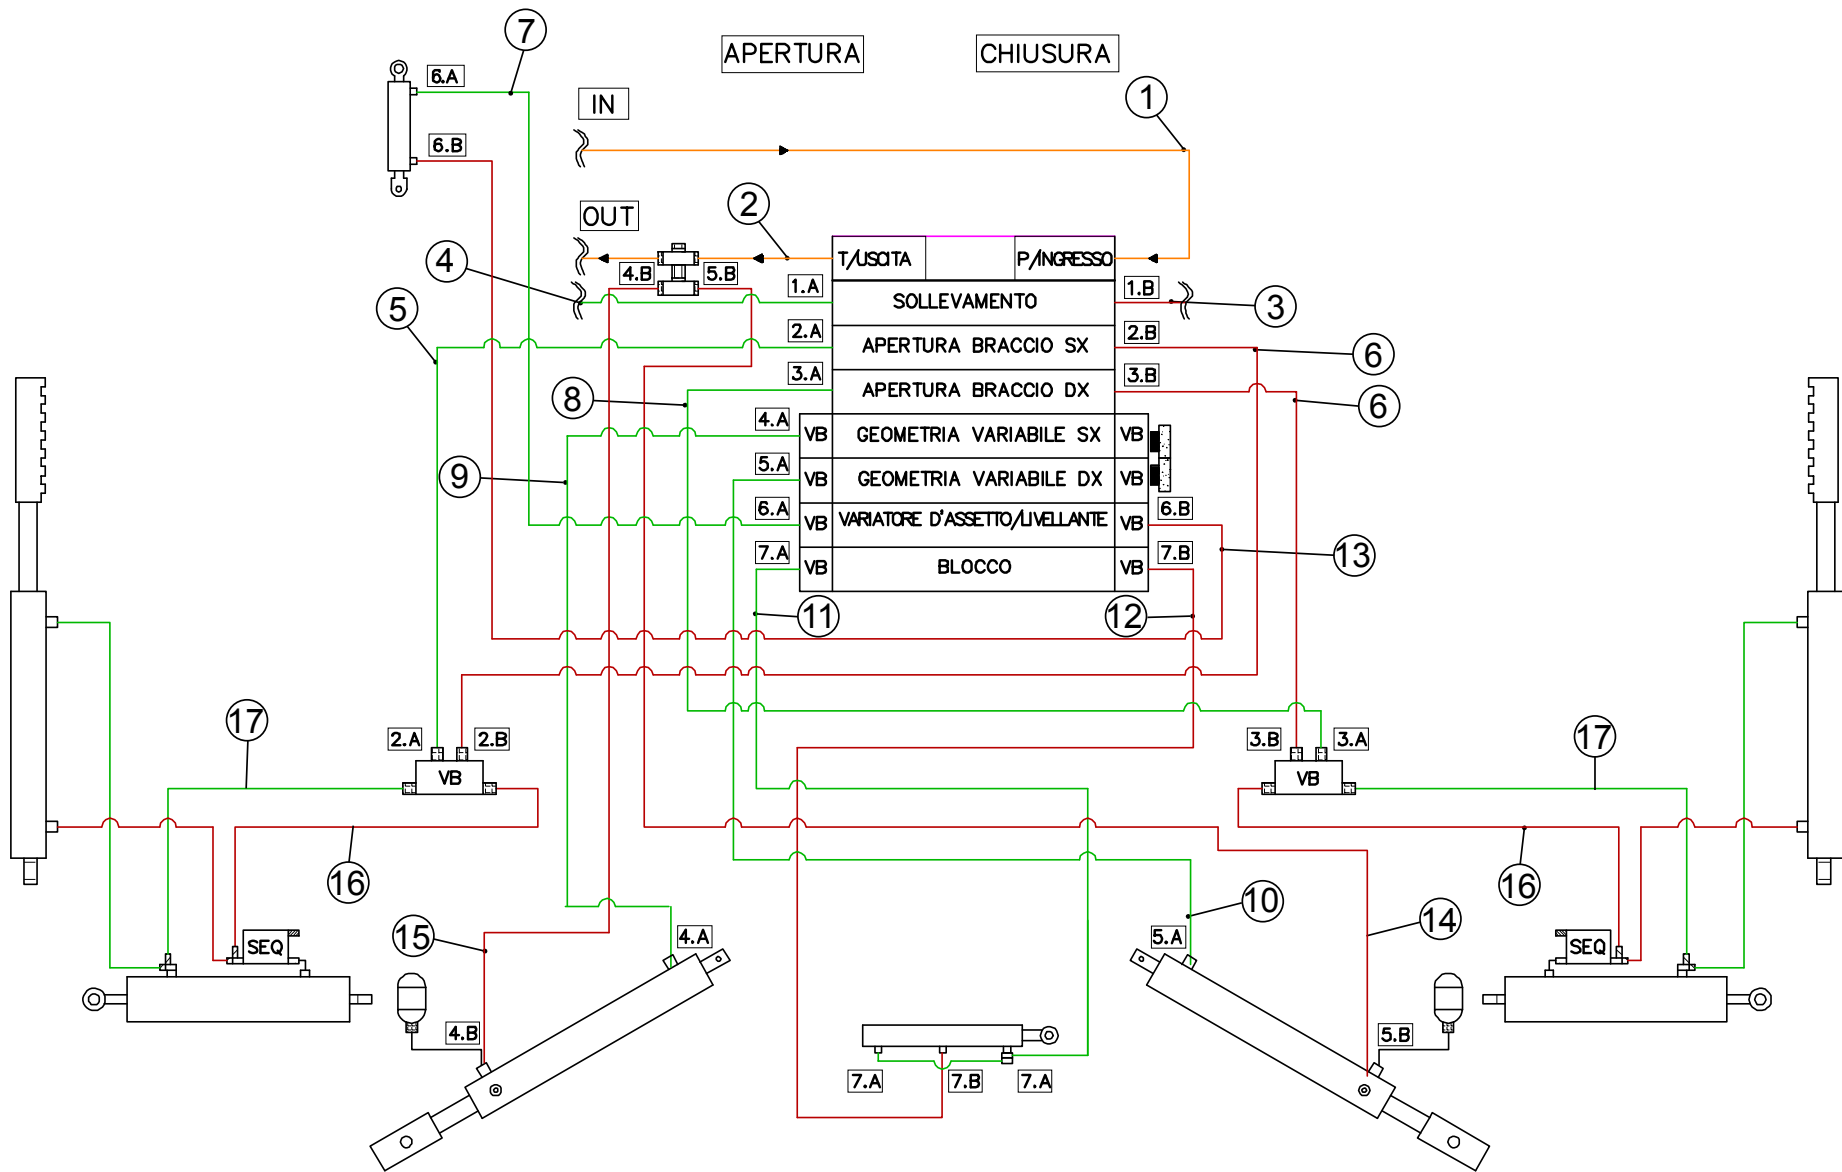 7
APERTURA
CHIUSURA
6.A
IN
1
6.B
OUT
2
4
4.B
5.B
T/USCITA
P/INGRESSO
1.A
SOLLEVAMENTO
1.B
3
5
2.A
APERTURA BRACCIO SX
2.B
6
3.A
APERTURA BRACCIO DX
3.B
8
6
4.A
VB
GEOMETRIA VARIABILE SX
VB
9
5.A
VB
GEOMETRIA VARIABILE DX
VB
6.A
VB
VARIATORE D'ASSETTO/LIVELLANTE
VB
6.B
7.A
VB
BLOCCO
VB
7.B
13
11
12
17
2.A
2.B
VB
3.B
3.A
VB
17
16
16
15
4.A
10
5.A
14
SEQ
SEQ
4.B
5.B
7.A
7.B
7.A